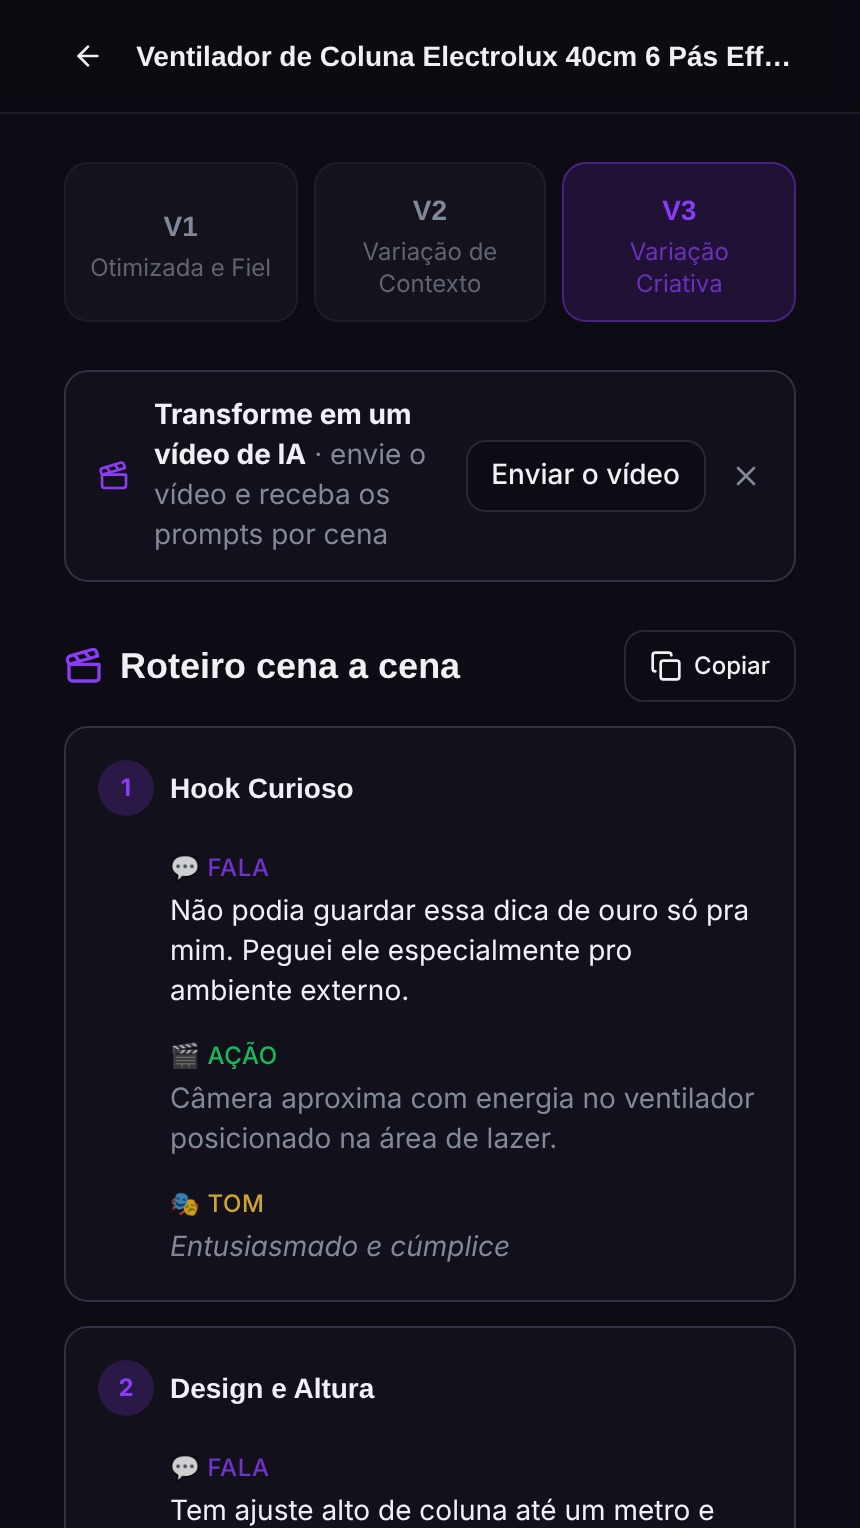 Ventilador de Coluna Electrolux 40cm 6 Pás Eff...
V1
Otimizada e Fiel
V2
Variação de
Contexto
V3
Variação
Criativa
Transforme em um
vídeo de IA · envie o
vídeo e receba os
prompts por cena
Enviar o vídeo
Roteiro cena a cena
Copiar
1
Hook Curioso
💬 FALA
Não podia guardar essa dica de ouro só pra
mim. Peguei ele especialmente pro
ambiente externo.
🎬 AÇÃO
Câmera aproxima com energia no ventilador
posicionado na área de lazer.
🎭 TOM
Entusiasmado e cúmplice
2
Design e Altura
💬 FALA
Tem ajuste alto de coluna até um metro e